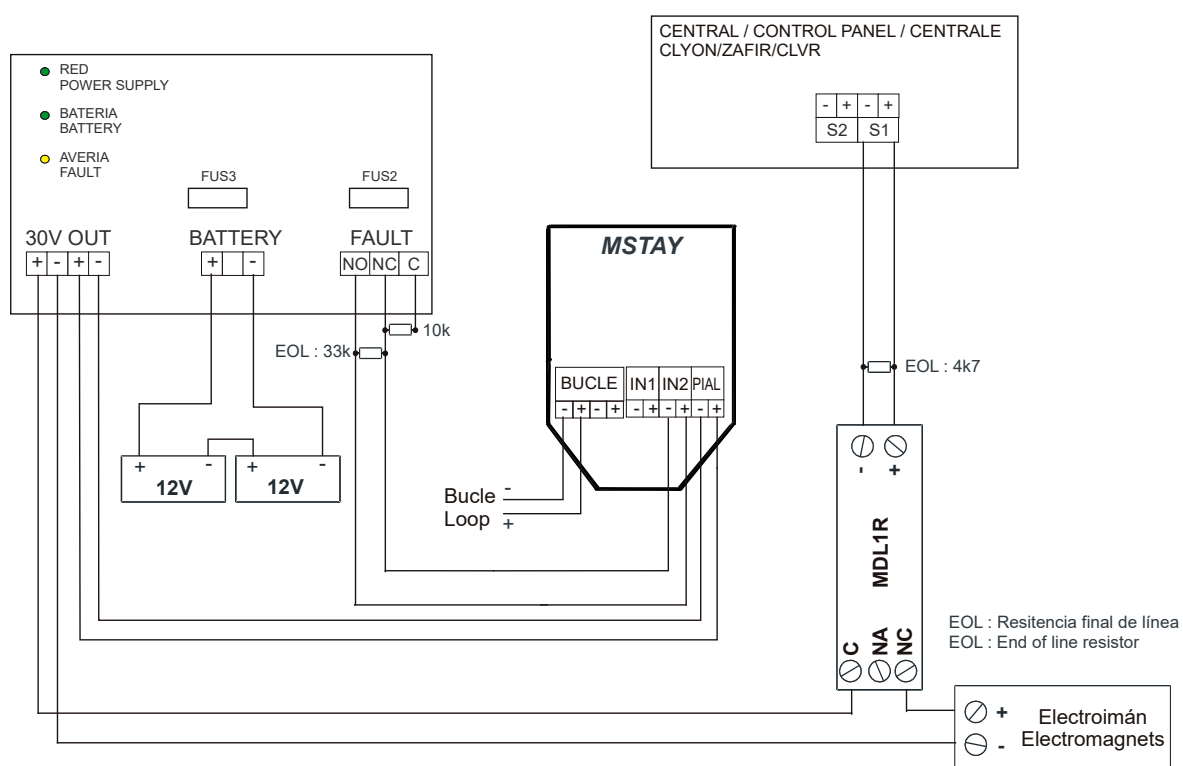 CENTRAL / CONTROL PANEL / CENTRALE
CLYON/ZAFIR/CLVR
- + - +
S2 S1
RED
POWER SUPPLY
BATERIA
BATTERY
AVERIA
FAULT
FUS3
FUS2
30V OUT
+ - + -
BATTERY
+ -
FAULT
NO NC C
10k
EOL : 33k
MSTAY
BUCLE IN1 IN2 PIAL
- + - + - + - + - +
EOL : 4k7
+ -
12V
+ -
12V
Bucle -
Loop +
- +
MDL1R
C NA NC
EOL : Resitencia final de línea
EOL : End of line resistor
+ Electroimán
- Electromagnets